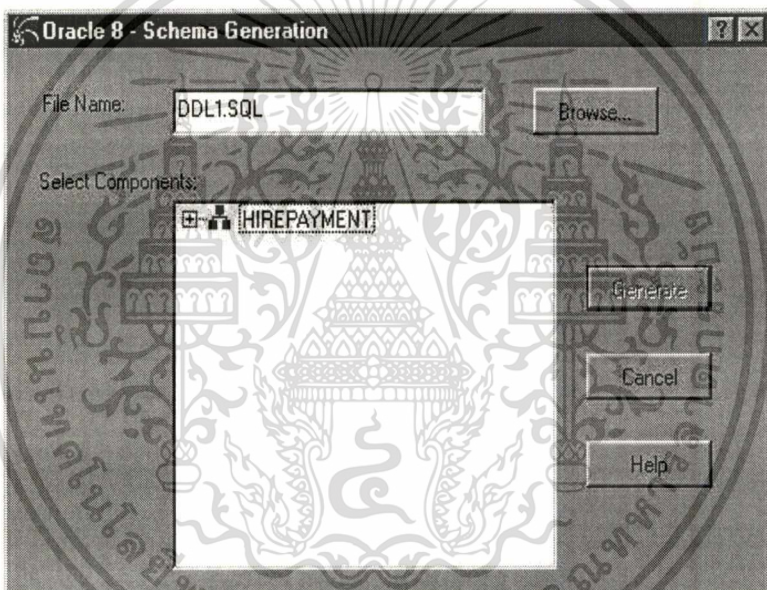 Oracle 8 - Schema Generation
File Name:
DDL1.SQL
Browse...
Select Components:
HIREPAYMENT
Generate
Cancel
Help